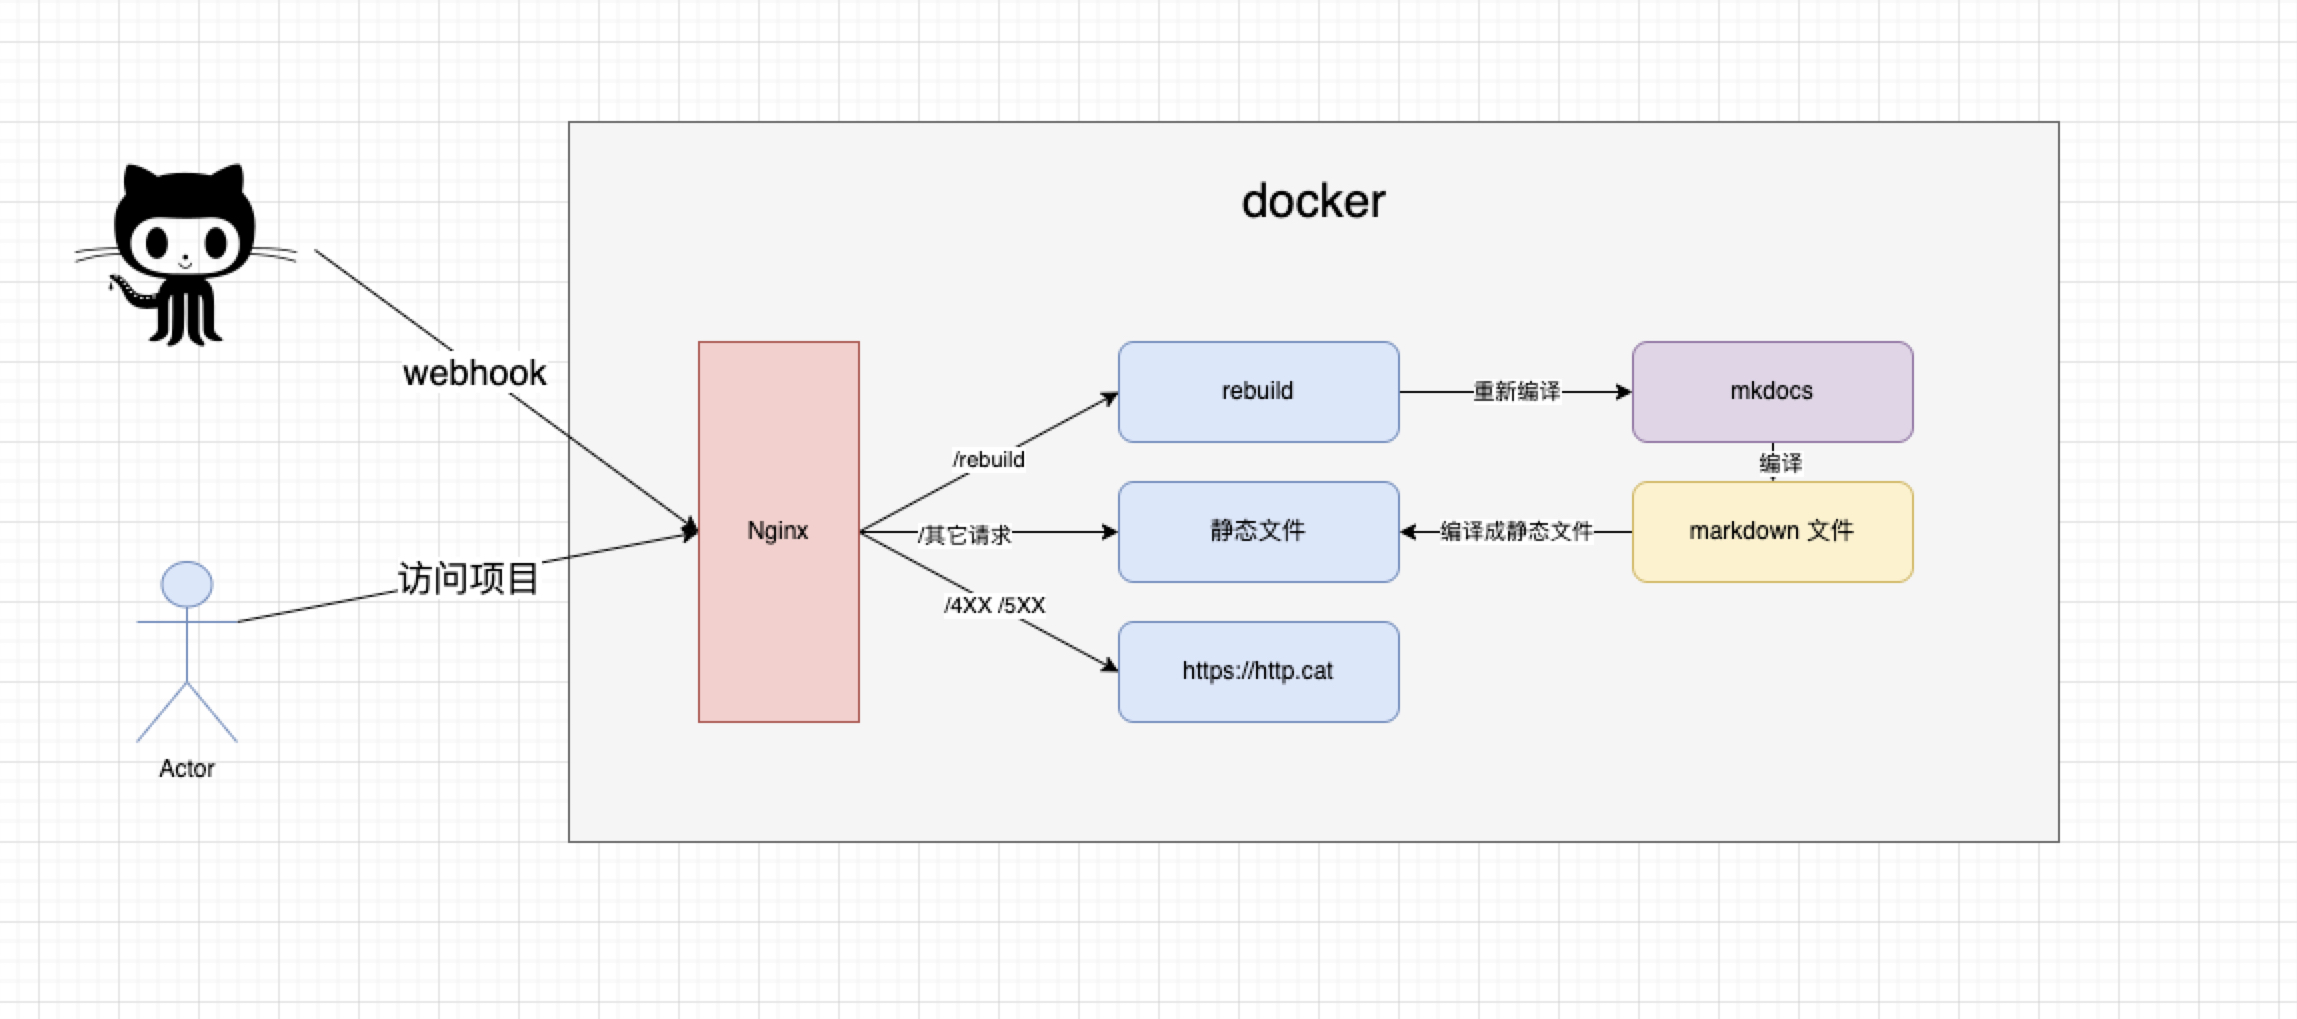 docker
webhook
访问项目
Actor
Nginx
/rebuild
/其它请求
/4XX /5XX
rebuild
重新编译
mkdocs
编译
静态文件
编译成静态文件
markdown 文件
https://http.cat